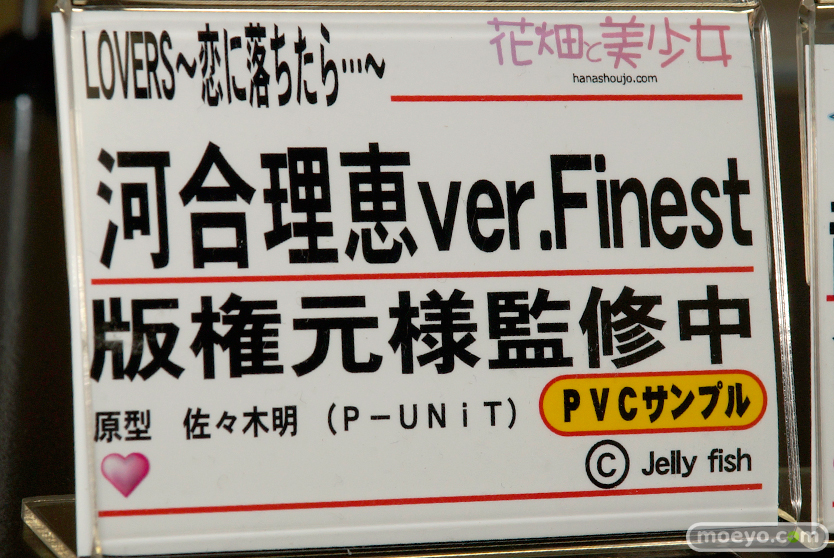 LOVERS～恋に落ちたら…～
花畑と美少女
hanashoujo.com
河合理恵ver.Finest
版権元様監修中
原型 佐々木明（P－UNiT）
PVCサンプル
© Jelly fish
moeyo.com